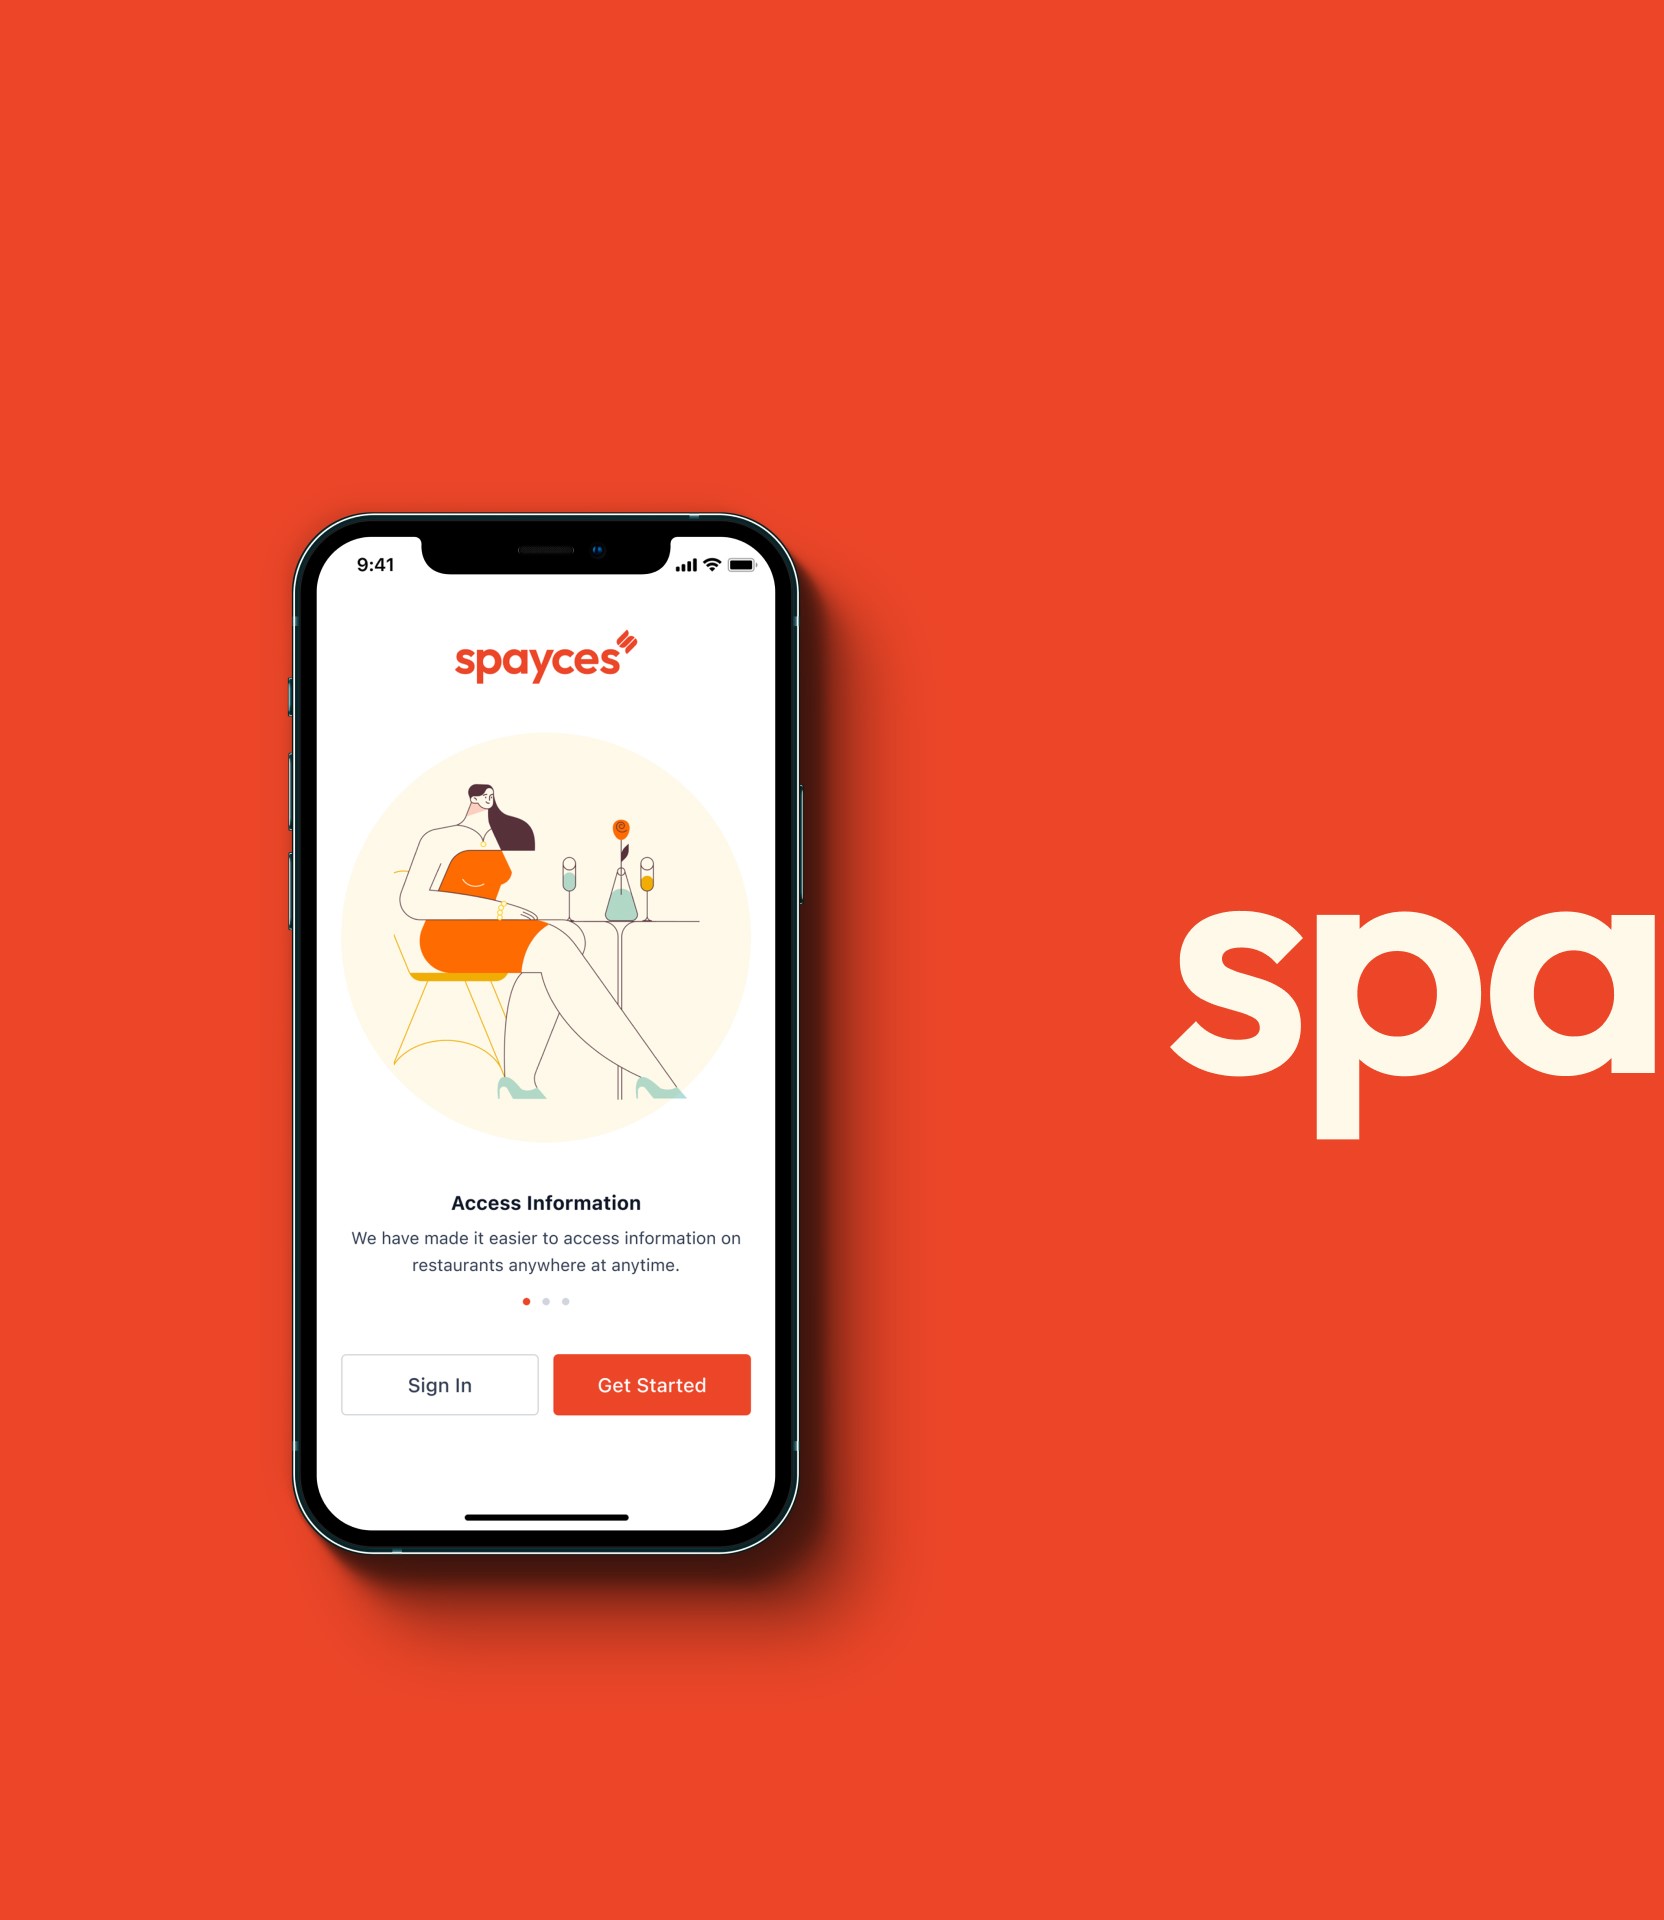 9:41
spayces
Access Information
We have made it easier to access information on
restaurants anywhere at anytime.
Sign In
Get Started
spa